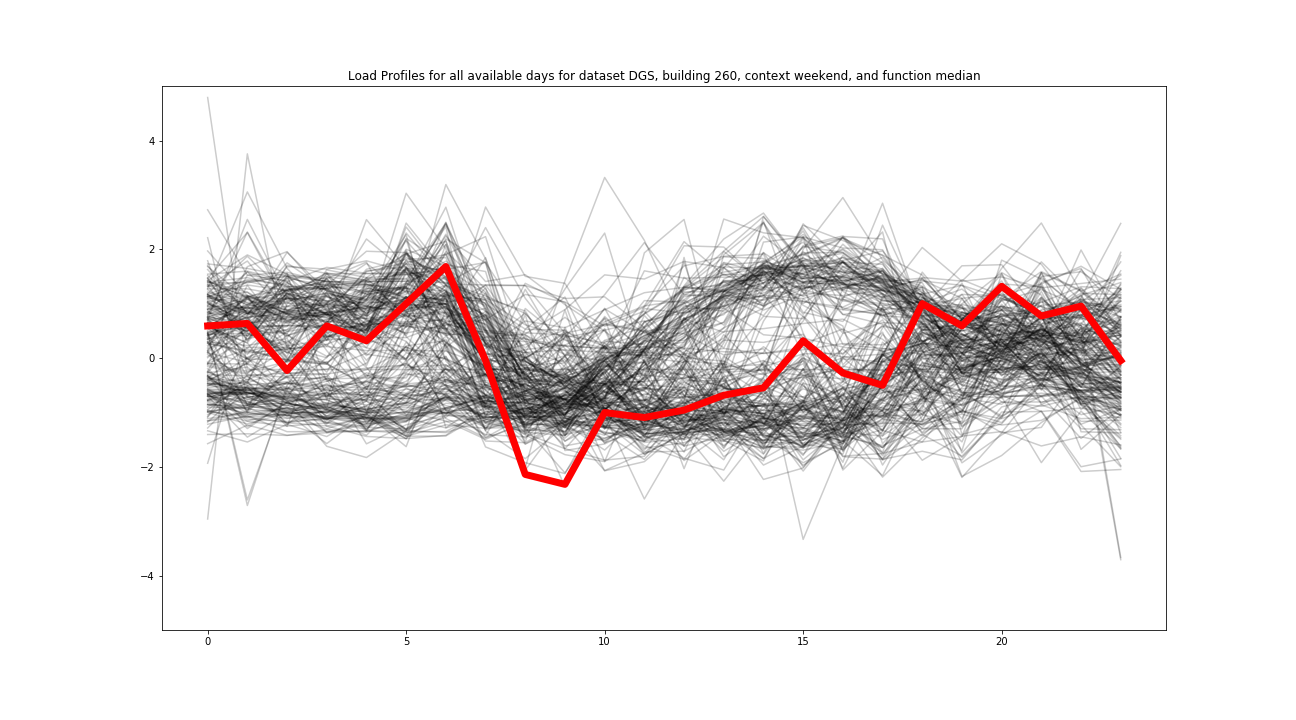 Load Profiles for all available days for dataset DGS, building 260, context weekend, and function median
4
2
0
−2
−4
0 5 10 15 20